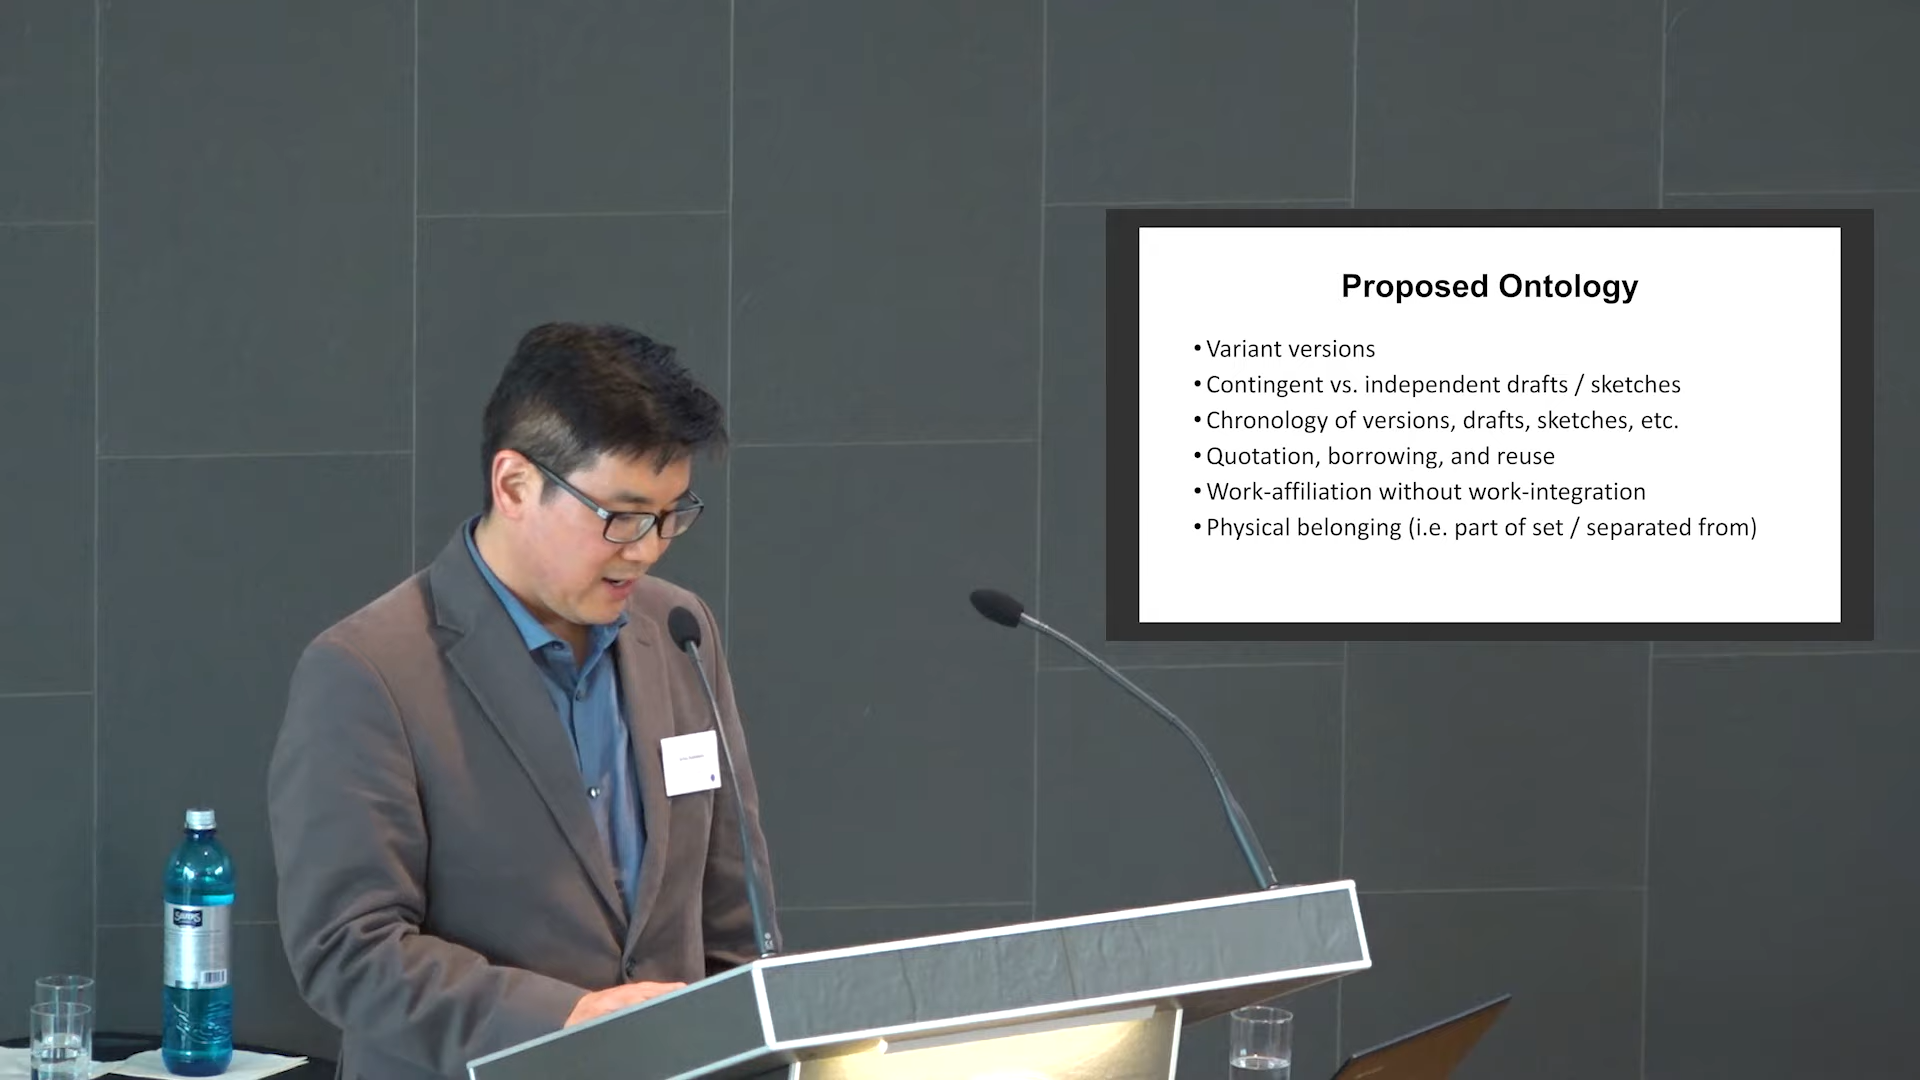 Proposed Ontology
• Variant versions
• Contingent vs. independent drafts / sketches
• Chronology of versions, drafts, sketches, etc.
• Quotation, borrowing, and reuse
• Work-affiliation without work-integration
• Physical belonging (i.e. part of set / separated from)